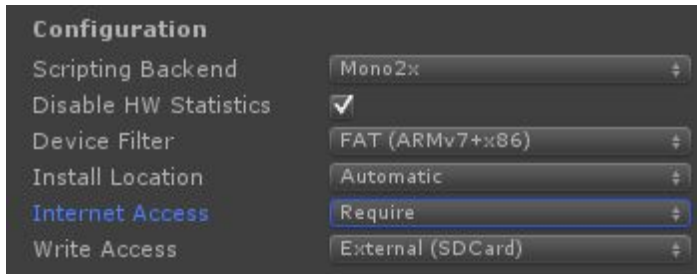 Configuration
Scripting Backend Mono2x
Disable HW Statistics
Device Filter FAT (ARMv7+x86)
Install Location Automatic
Internet Access Require
Write Access External (SDCard)